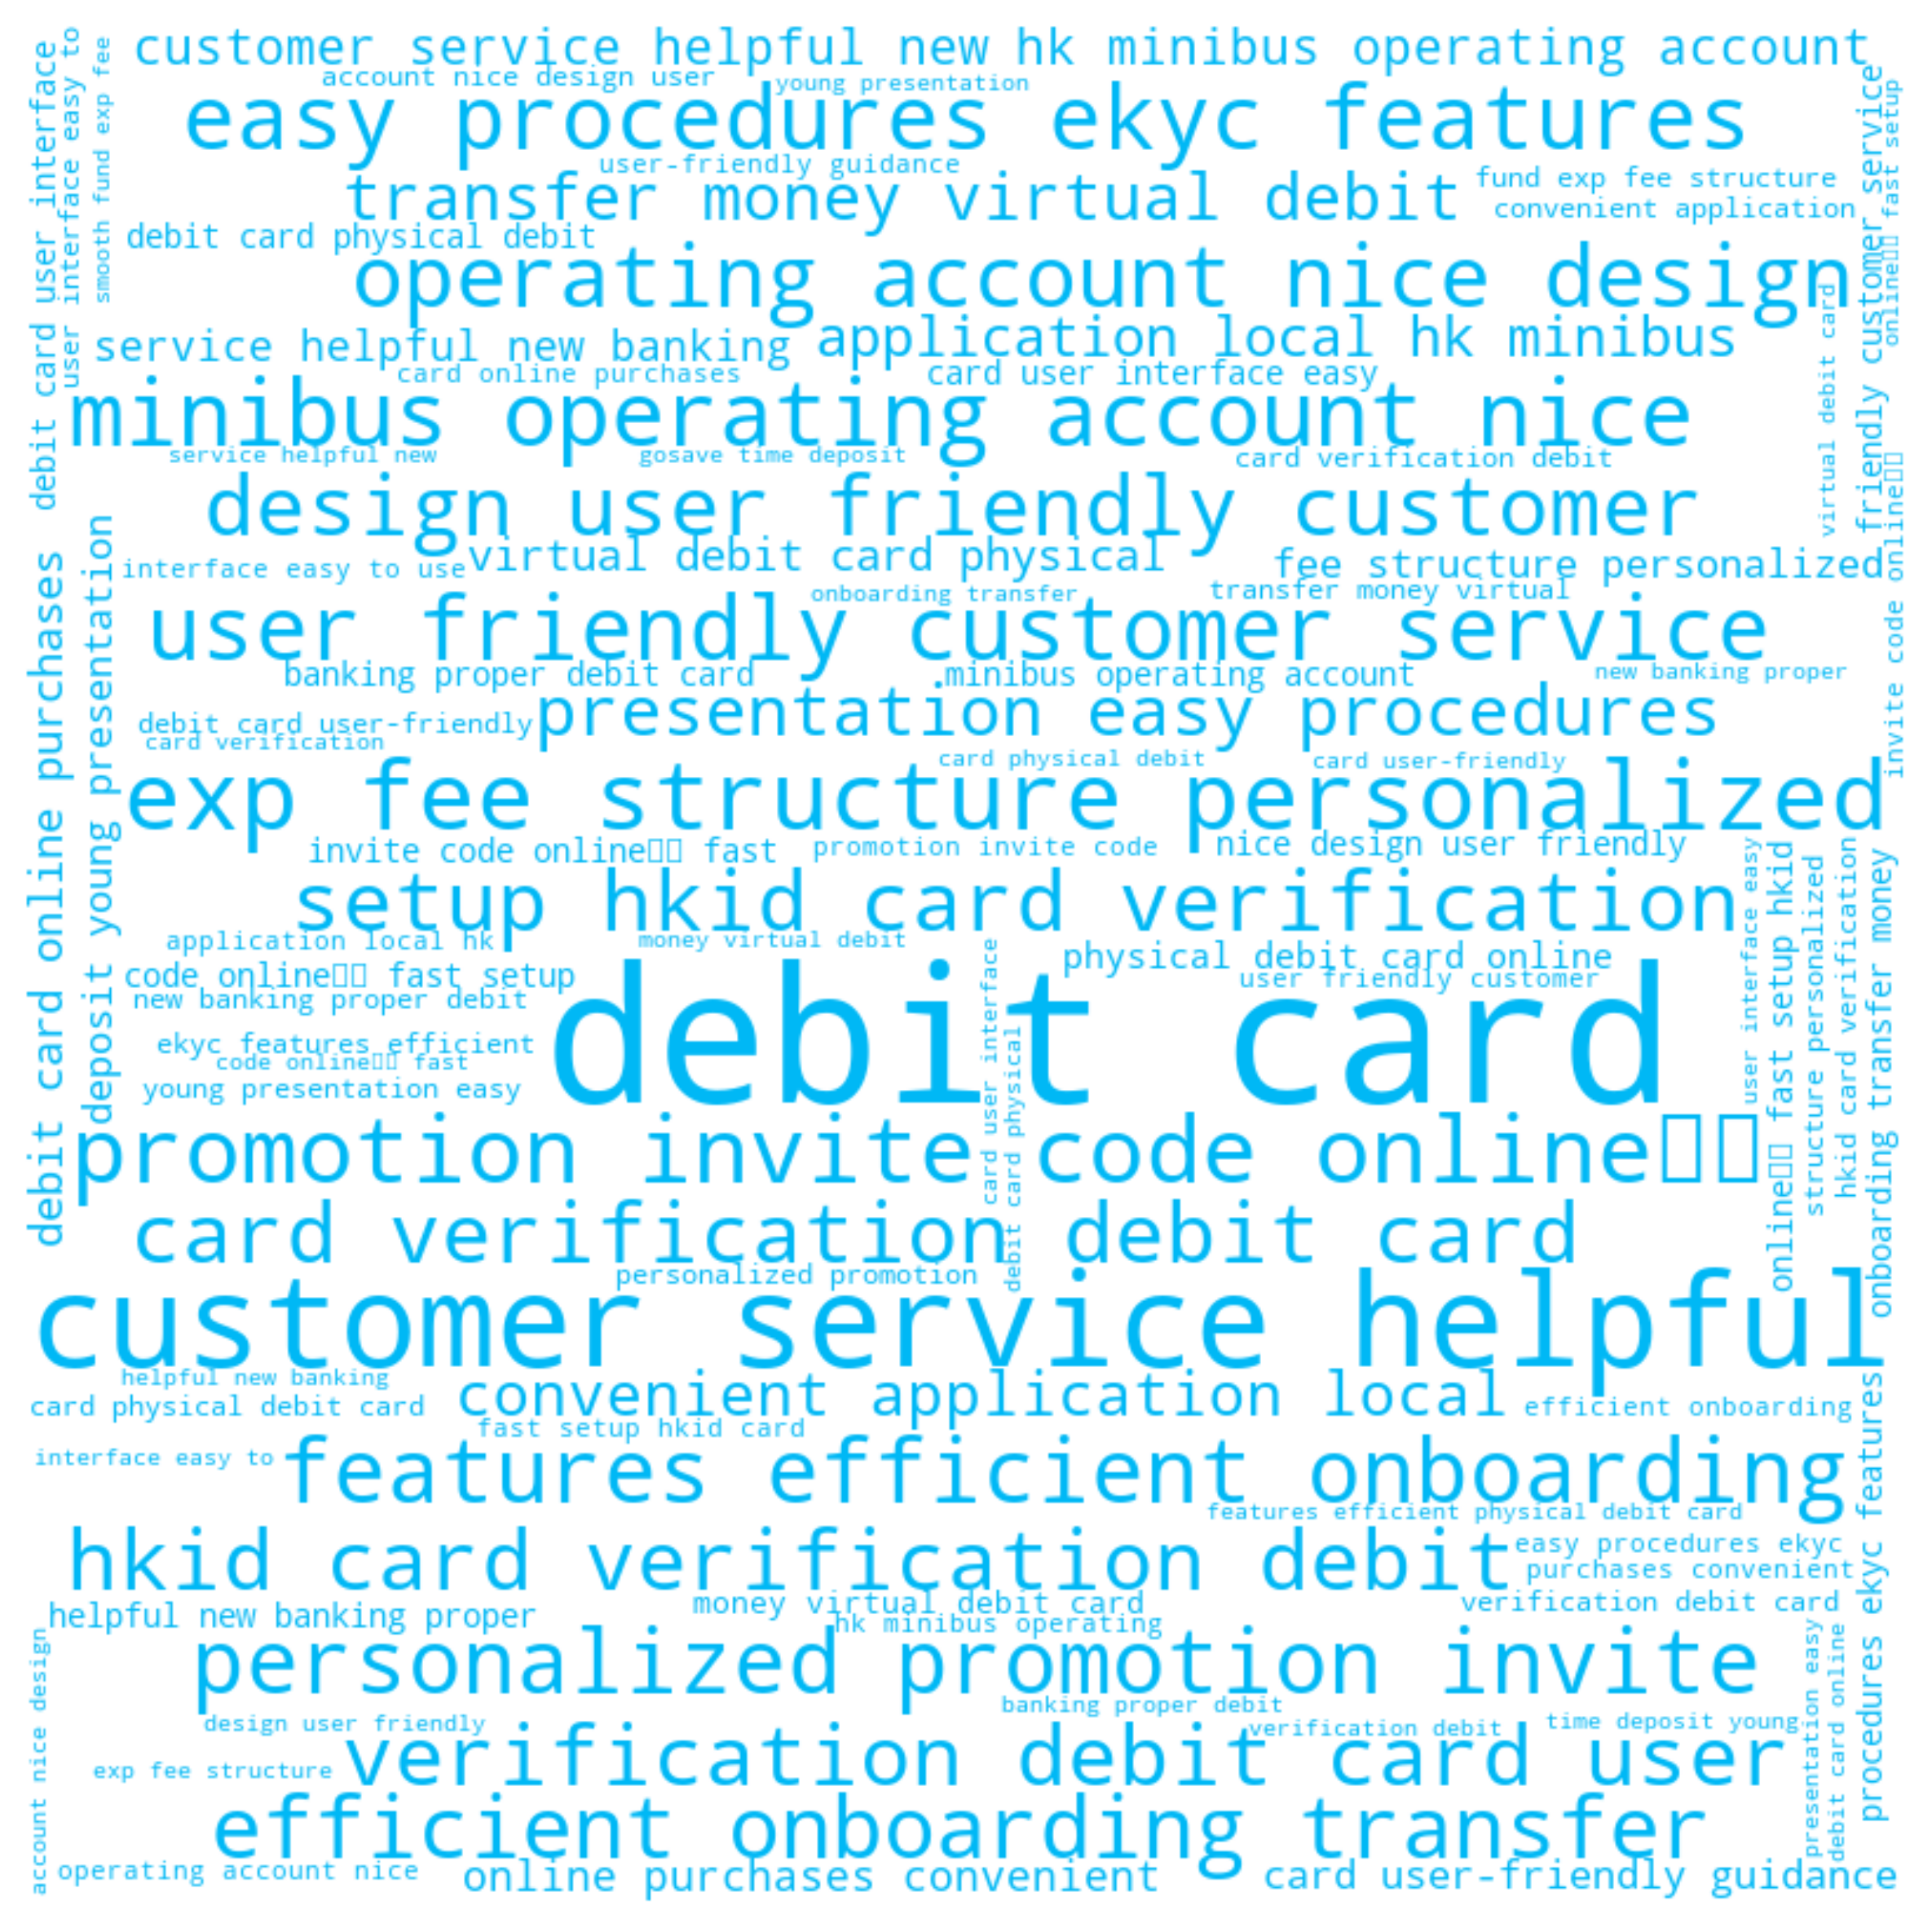 customer service helpful new hk minibus operating account
account nice design user
young presentation
easy procedures ekyc features
user-friendly guidance
transfer money virtual debit
fund exp fee structure
convenient application
debit card physical debit
operating account nice design
service helpful new banking
application local hk minibus
card online purchases
card user interface easy
minibus operating account nice
service helpful new
gosave time deposit
card verification debit
design user friendly customer
virtual debit card physical
fee structure personalized
interface easy to use
onboarding transfer
transfer money virtual
user friendly customer service
banking proper debit card
minibus operating account
new banking proper
debit card user-friendly
presentation easy procedures
card verification
card physical debit
card user-friendly
exp fee structure personalized
invite code online□□ fast
promotion invite code
nice design user friendly
setup hkid card verification
application local hk
money virtual debit
physical debit card online
code online□□ fast setup
user friendly customer
new banking proper debit
debit card
ekyc features efficient
code online□□ fast
young presentation easy
promotion invite code online□□
card verification debit card
personalized promotion
customer service helpful
helpful new banking
card physical debit card
convenient application local
efficient onboarding
fast setup hkid card
interface easy to
features efficient onboarding
features efficient
physical debit card
hkid card verification debit
easy procedures ekyc
purchases convenient
helpful new banking proper
money virtual debit card
verification debit card
hk minibus operating
personalized promotion invite
banking proper debit
design user friendly
verification debit
time deposit young
exp fee structure
verification debit card user
efficient onboarding transfer
operating account nice
online purchases convenient
card user-friendly guidance
debit card user interface
user interface easy to
smooth fund exp fee
debit card online purchases
deposit young presentation
account nice design
card user interface
debit card physical
friendly customer service
online□□ fast setup
virtual debit card
invite code online□□
user interface easy
online□□ fast setup hkid
structure personalized
hkid card verification
onboarding transfer money
procedures ekyc features
presentation easy
debit card online